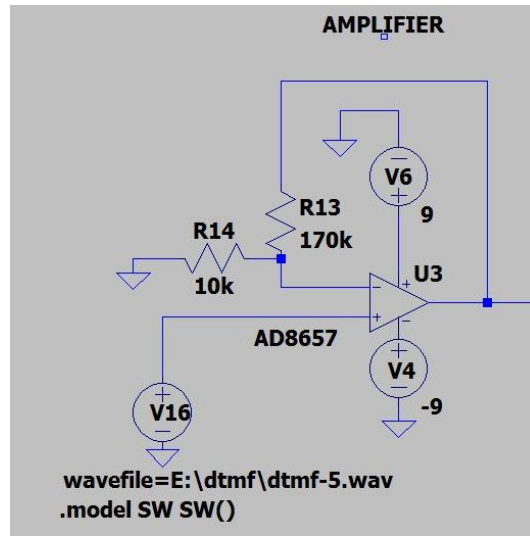 AMPLIFIER
V6
9
R13
170k
R14
10k
U3
AD8657
V4
-9
V16
wavefile=E:\dtmf\dtmf-5.wav
.model SW SW()